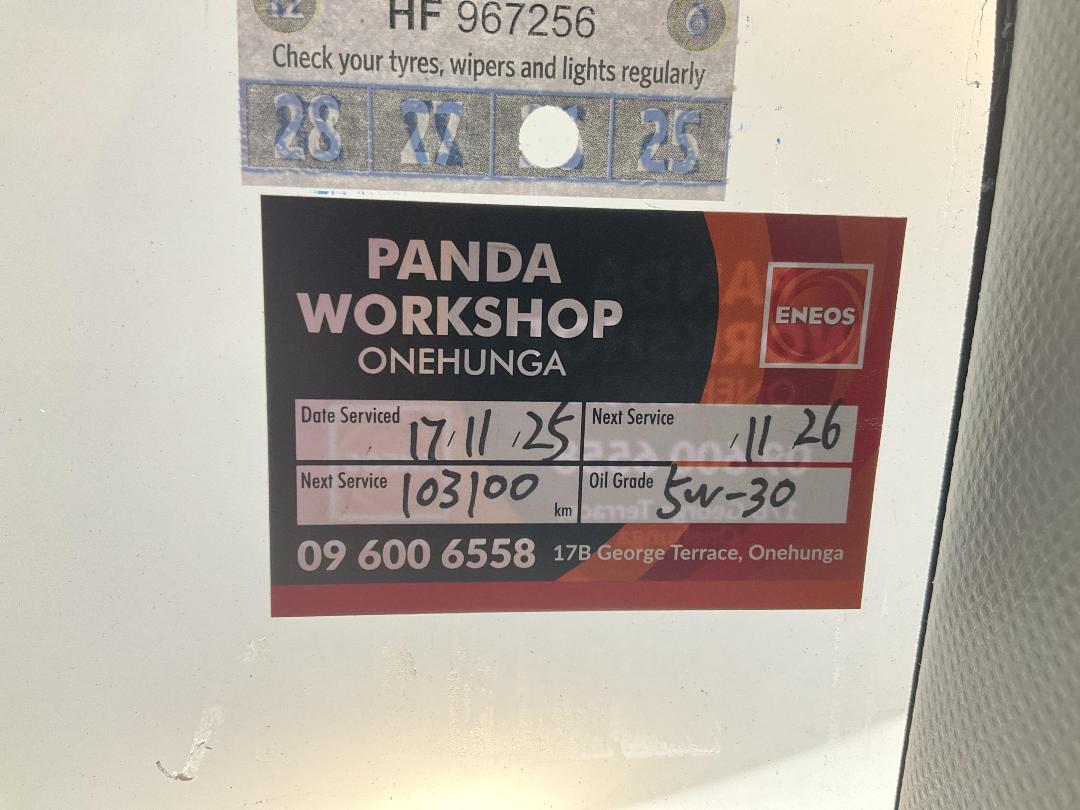 HF 967256
6
Check your tyres, wipers and lights regularly
28 25
PANDA
WORKSHOP
ONEHUNGA
ENEOS
Date Serviced 17/11/25 Next Service /11 26
Next Service 103100 km Oil Grade 5w-30
09 600 6558 17B George Terrace, Onehunga